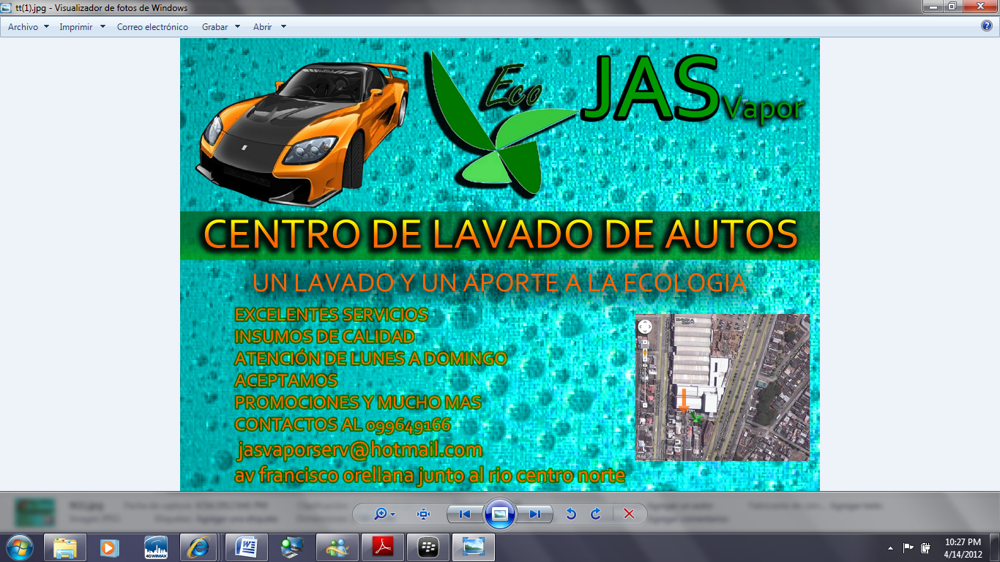 tt(1).jpg - Visualizador de fotos de Windows
Archivo Imprimir Correo electrónico Grabar Abrir
Eco JAS Vapor
CENTRO DE LAVADO DE AUTOS
UN LAVADO Y UN APORTE A LA ECOLOGIA
EXCELENTES SERVICIOS
INSUMOS DE CALIDAD
ATENCIÓN DE LUNES A DOMINGO
ACEPTAMOS
PROMOCIONES Y MUCHO MAS
CONTACTOS AL 099649166
jasvaporserv@hotmail.com
av francisco orellana junto al rio centro norte
4GWIMAX
10:27 PM
4/14/2012